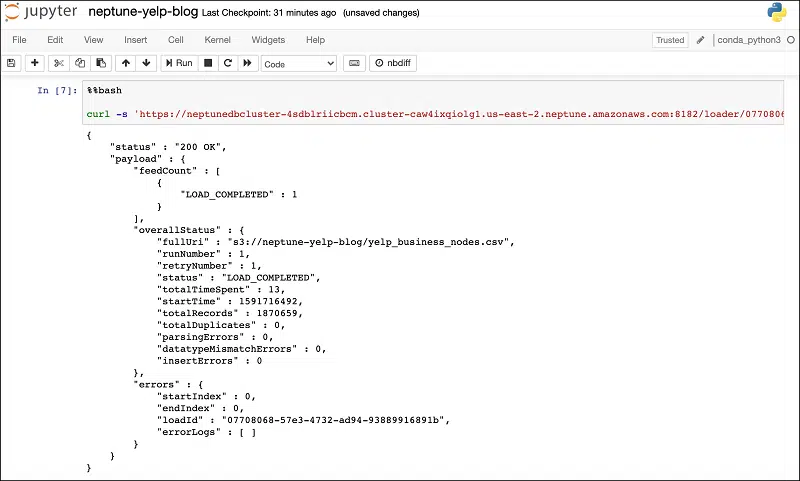 jupyter neptune-yelp-blog Last Checkpoint: 31 minutes ago (unsaved changes)
File Edit View Insert Cell Kernel Widgets Help Trusted conda_python3
Run Code nbdiff
In [7]: %%bash
curl -s 'https://neptunedbcluster-4sdblriicbcm.cluster-caw4ixqiolg1.us-east-2.neptune.amazonaws.com:8182/loader/0770806
{
"status" : "200 OK",
"payload" : {
"feedCount" : [
{
"LOAD_COMPLETED" : 1
}
],
"overallStatus" : {
"fullUri" : "s3://neptune-yelp-blog/yelp_business_nodes.csv",
"runNumber" : 1,
"retryNumber" : 1,
"status" : "LOAD_COMPLETED",
"totalTimeSpent" : 13,
"startTime" : 1591716492,
"totalRecords" : 1870659,
"totalDuplicates" : 0,
"parsingErrors" : 0,
"datatypeMismatchErrors" : 0,
"insertErrors" : 0
},
"errors" : {
"startIndex" : 0,
"endIndex" : 0,
"loadId" : "07708068-57e3-4732-ad94-93889916891b",
"errorLogs" : [ ]
}
}
}